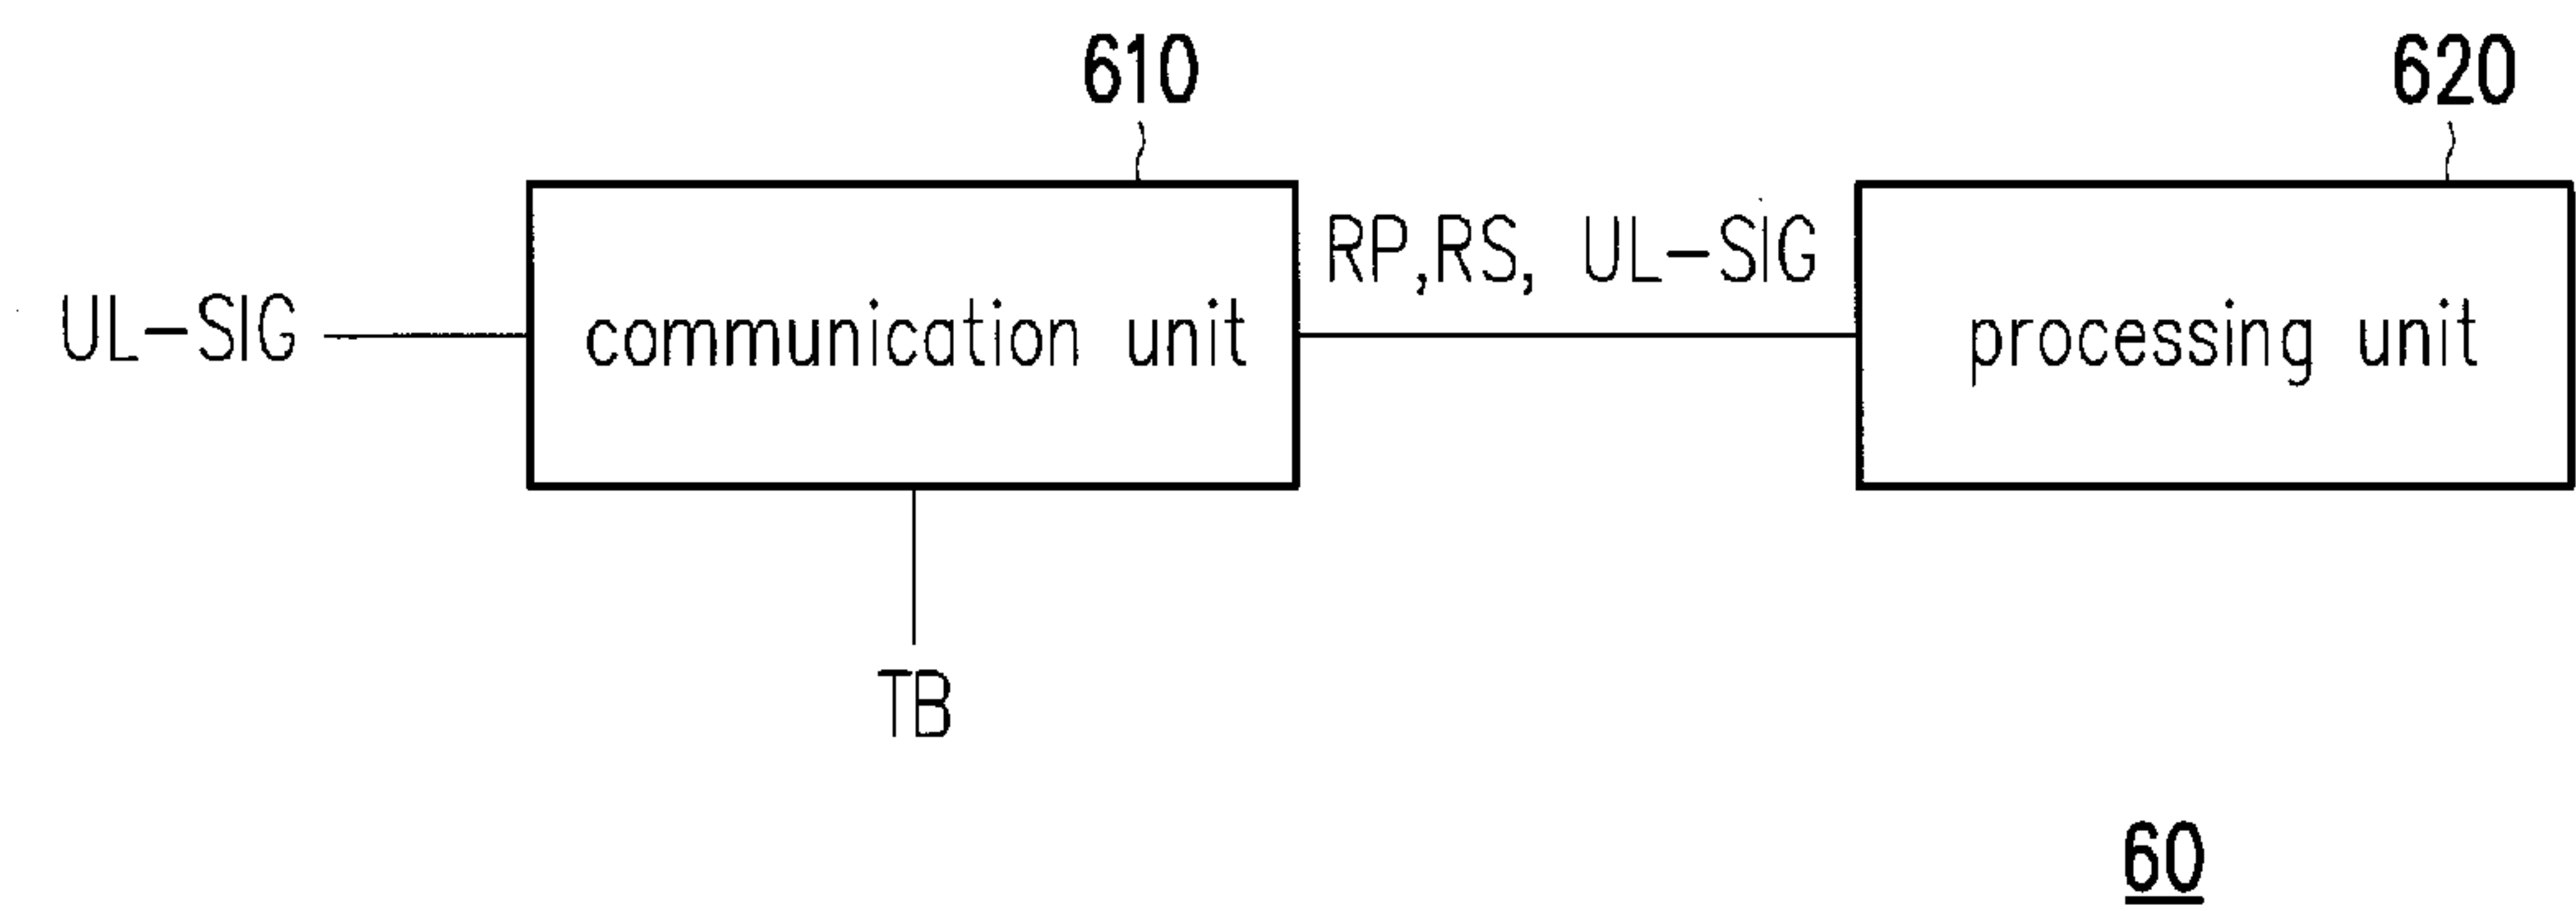 610
620
RP,RS, UL-SIG
UL-SIG
communication unit
processing unit
TB
60